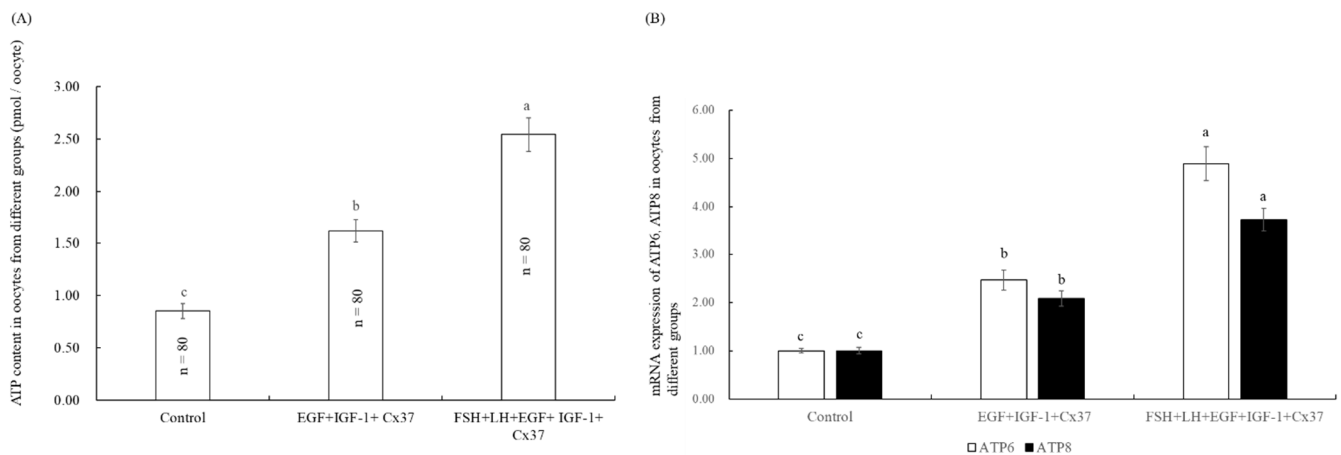 (A)
ATP content in oocytes from different groups (pmol / oocyte)
3.00
2.50
2.00
1.50
1.00
0.50
0.00
c
b
a
n = 80
n = 80
n = 80
Control
EGF+IGF-1+ Cx37
FSH+LH+EGF+ IGF-1+
Cx37
(B)
mRNA expression of ATP6, ATP8 in oocytes from
different groups
6.00
5.00
4.00
3.00
2.00
1.00
0.00
c
c
b
b
a
a
Control
EGF+IGF-1+Cx37
FSH+LH+EGF+IGF-1+Cx37
ATP6
ATP8